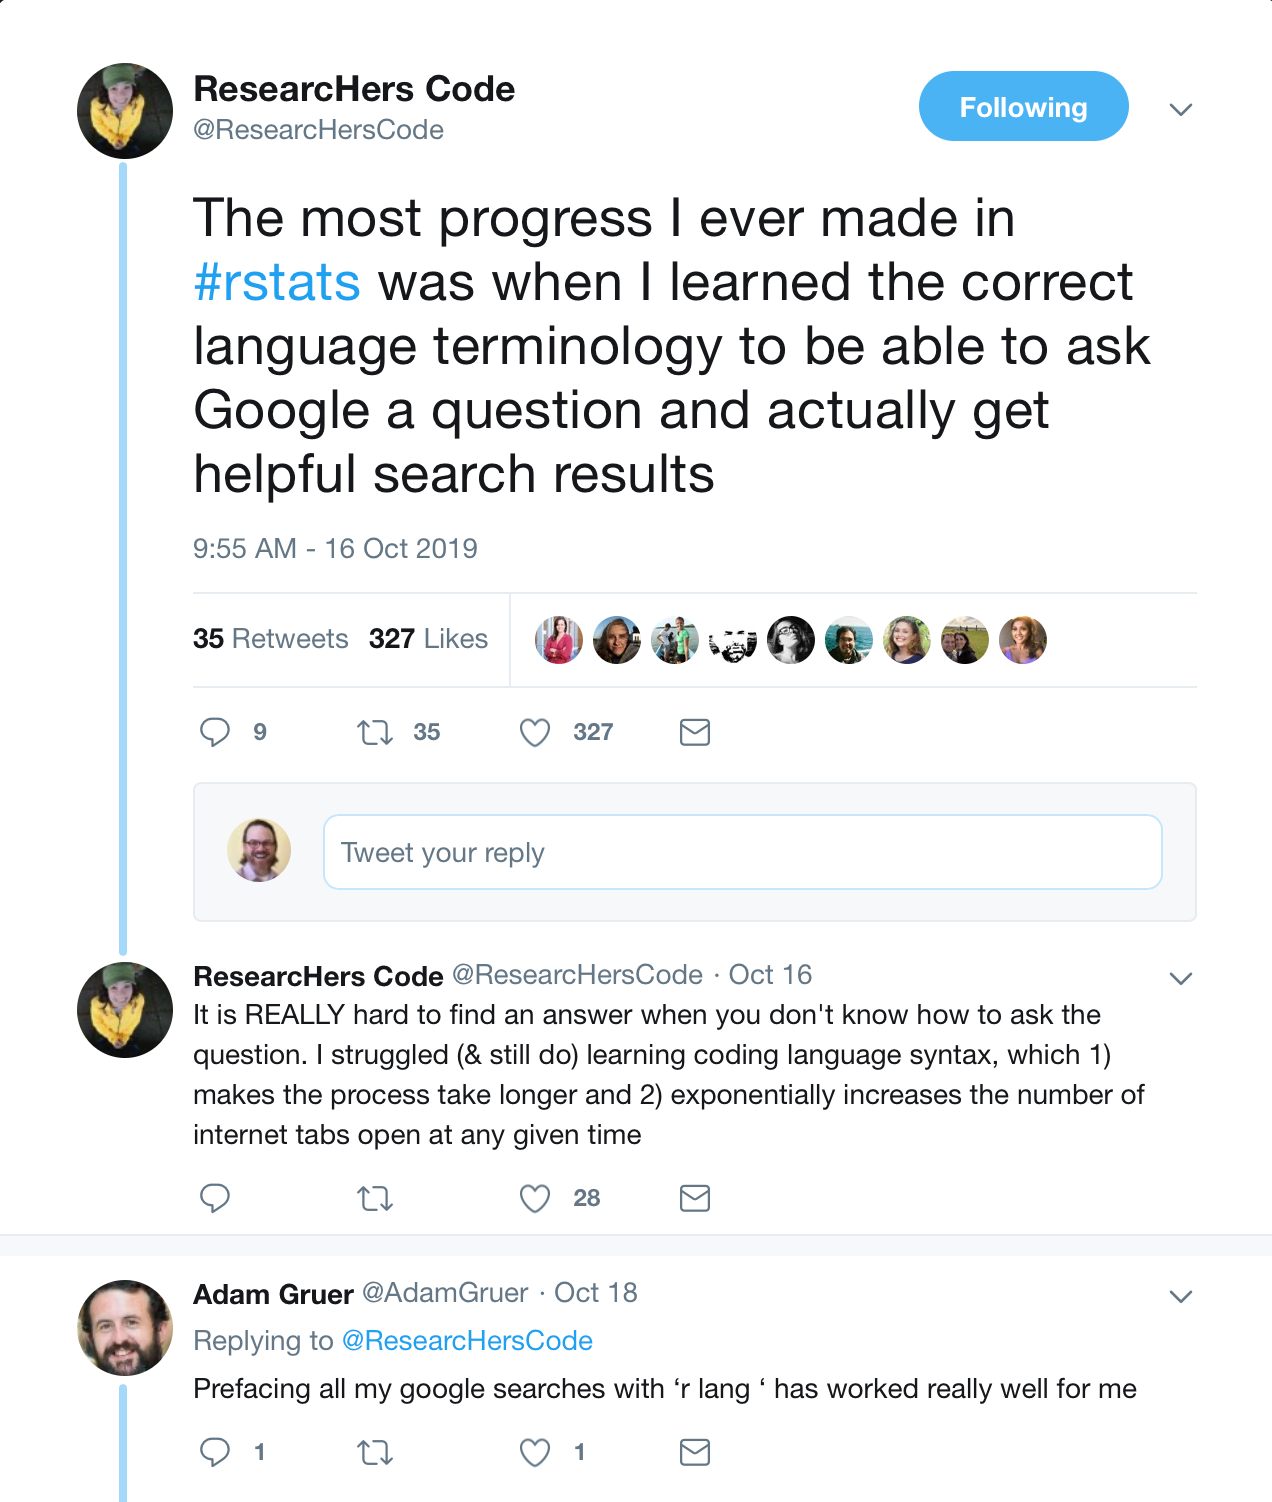 ResearcHers Code
@ResearcHersCode
Following
The most progress I ever made in
#rstats was when I learned the correct
language terminology to be able to ask
Google a question and actually get
helpful search results
9:55 AM - 16 Oct 2019
35 Retweets 327 Likes
9 35 327
Tweet your reply
ResearcHers Code @ResearcHersCode · Oct 16
It is REALLY hard to find an answer when you don't know how to ask the
question. I struggled (& still do) learning coding language syntax, which 1)
makes the process take longer and 2) exponentially increases the number of
internet tabs open at any given time
28
Adam Gruer @AdamGruer · Oct 18
Replying to @ResearcHersCode
Prefacing all my google searches with ‘r lang ‘ has worked really well for me
1 1